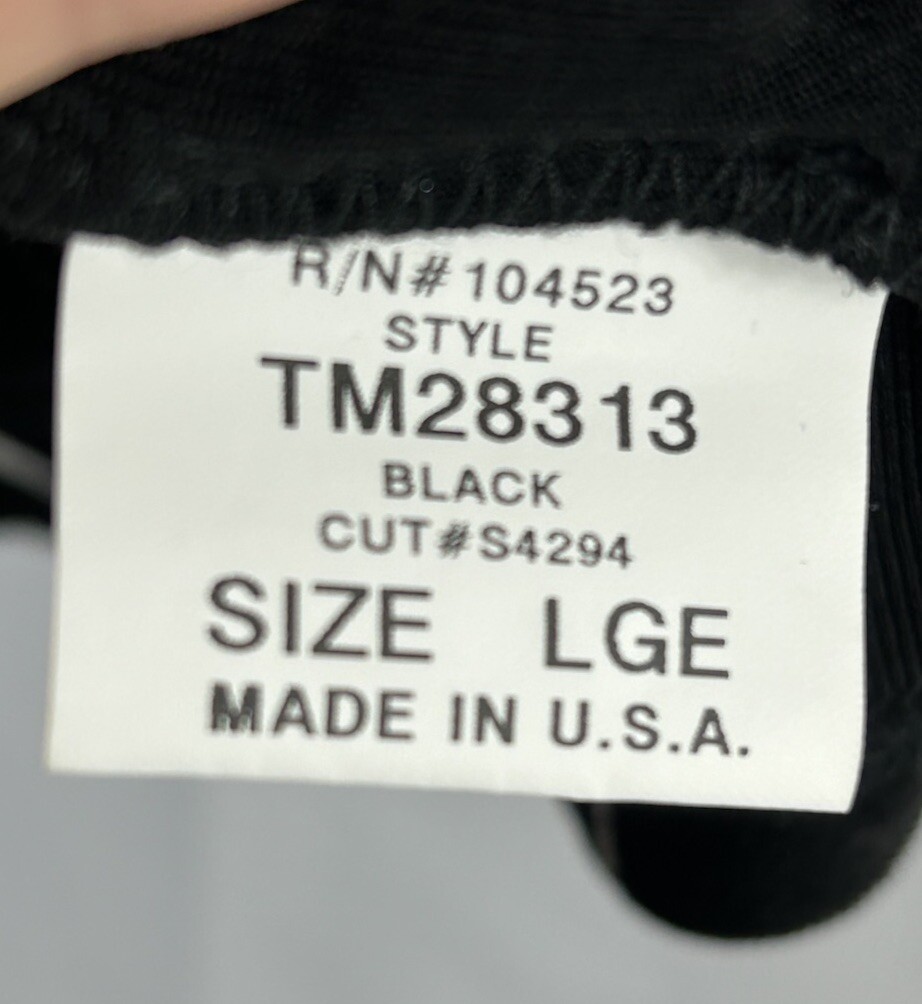 R/N# 104523
STYLE
TM28313
BLACK
CUT#S4294
SIZE LGE
MADE IN U.S.A.